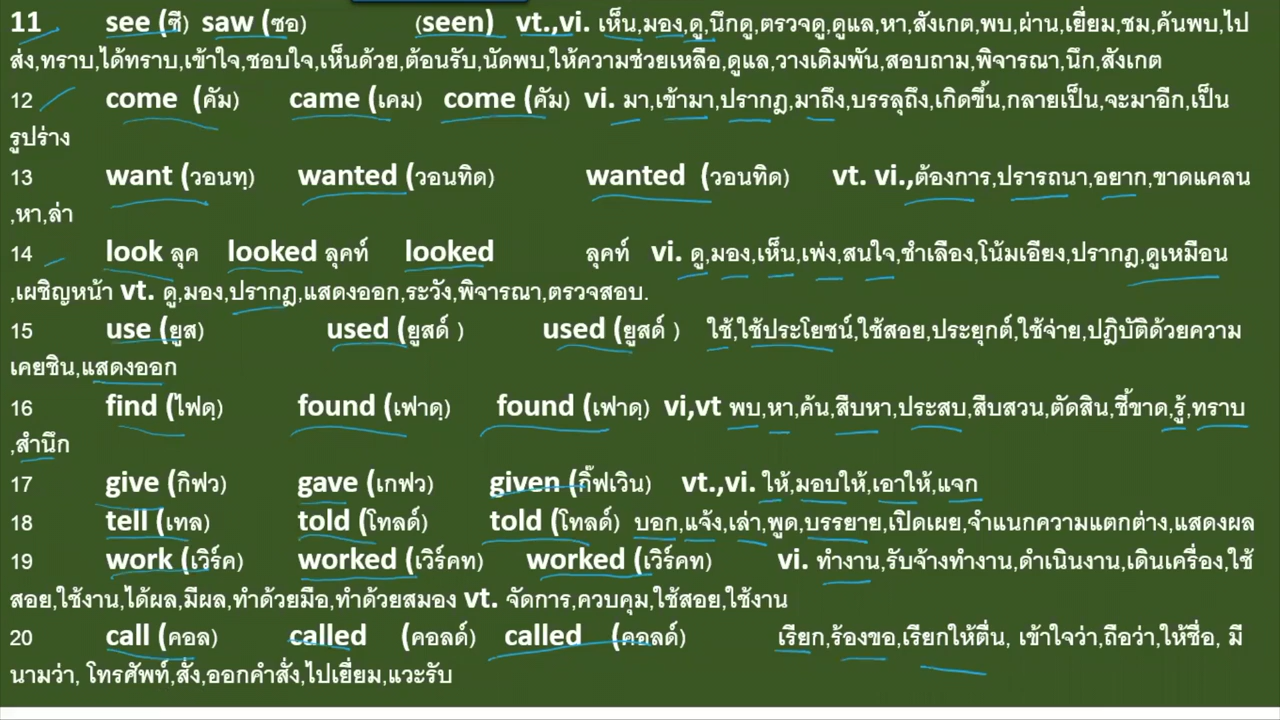 11 see (ซี) saw (ซอ) (seen) vt.,vi. เห็น,มอง,ดู,นึกดู,ตรวจดู,ดูแล,หา,สังเกต,พบ,ผ่าน,เยี่ยม,ชม,ค้นพบ,ไป
ส่ง,ทราบ,ได้ทราบ,เข้าใจ,ชอบใจ,เห็นด้วย,ต้อนรับ,นัดพบ,ให้ความช่วยเหลือ,ดูแล,วางเดิมพัน,สอบถาม,พิจารณา,นึก,สังเกต
12 come (คัม) came (เคม) come (คัม) vi. มา,เข้ามา,ปรากฏ,มาถึง,บรรลุถึง,เกิดขึ้น,กลายเป็น,จะมาอีก,เป็น
รูปร่าง
13 want (วอนทฺ) wanted (วอนทิด) wanted (วอนทิด) vt. vi.,ต้องการ,ปรารถนา,อยาก,ขาดแคลน
,หา,ล่า
14 look ลุค looked ลุคท์ looked ลุคท์ vi. ดู,มอง,เห็น,เพ่ง,สนใจ,ชำเลือง,โน้มเอียง,ปรากฎ,ดูเหมือน
,เผชิญหน้า vt. ดู,มอง,ปรากฎ,แสดงออก,ระวัง,พิจารณา,ตรวจสอบ.
15 use (ยูส) used (ยูสด์ ) used (ยูสด์ ) ใช้,ใช้ประโยชน์,ใช้สอย,ประยุกต์,ใช้จ่าย,ปฎิบัติด้วยความ
เคยชิน,แสดงออก
16 find (ไฟดฺ) found (เฟาดฺ) found (เฟาดฺ) vi,vt พบ,หา,ค้น,สืบหา,ประสบ,สืบสวน,ตัดสิน,ชี้ขาด,รู้,ทราบ
,สำนึก
17 give (กิฟว) gave (เกฟว) given (กิ๊ฟเวิน) vt.,vi. ให้,มอบให้,เอาให้,แจก
18 tell (เทล) told (โทลด์) told (โทลด์) บอก,แจ้ง,เล่า,พูด,บรรยาย,เปิดเผย,จำแนกความแตกต่าง,แสดงผล
19 work (เวิร์ค) worked (เวิร์คท) worked (เวิร์คท) vi. ทำงาน,รับจ้างทำงาน,ดำเนินงาน,เดินเครื่อง,ใช้
สอย,ใช้งาน,ได้ผล,มีผล,ทำด้วยมือ,ทำด้วยสมอง vt. จัดการ,ควบคุม,ใช้สอย,ใช้งาน
20 call (คอล) called (คอลด์) called (คอลด์) เรียก,ร้องขอ,เรียกให้ตื่น, เข้าใจว่า,ถือว่า,ให้ชื่อ, มี
นามว่า, โทรศัพท์,สั่ง,ออกคำสั่ง,ไปเยี่ยม,แวะรับ